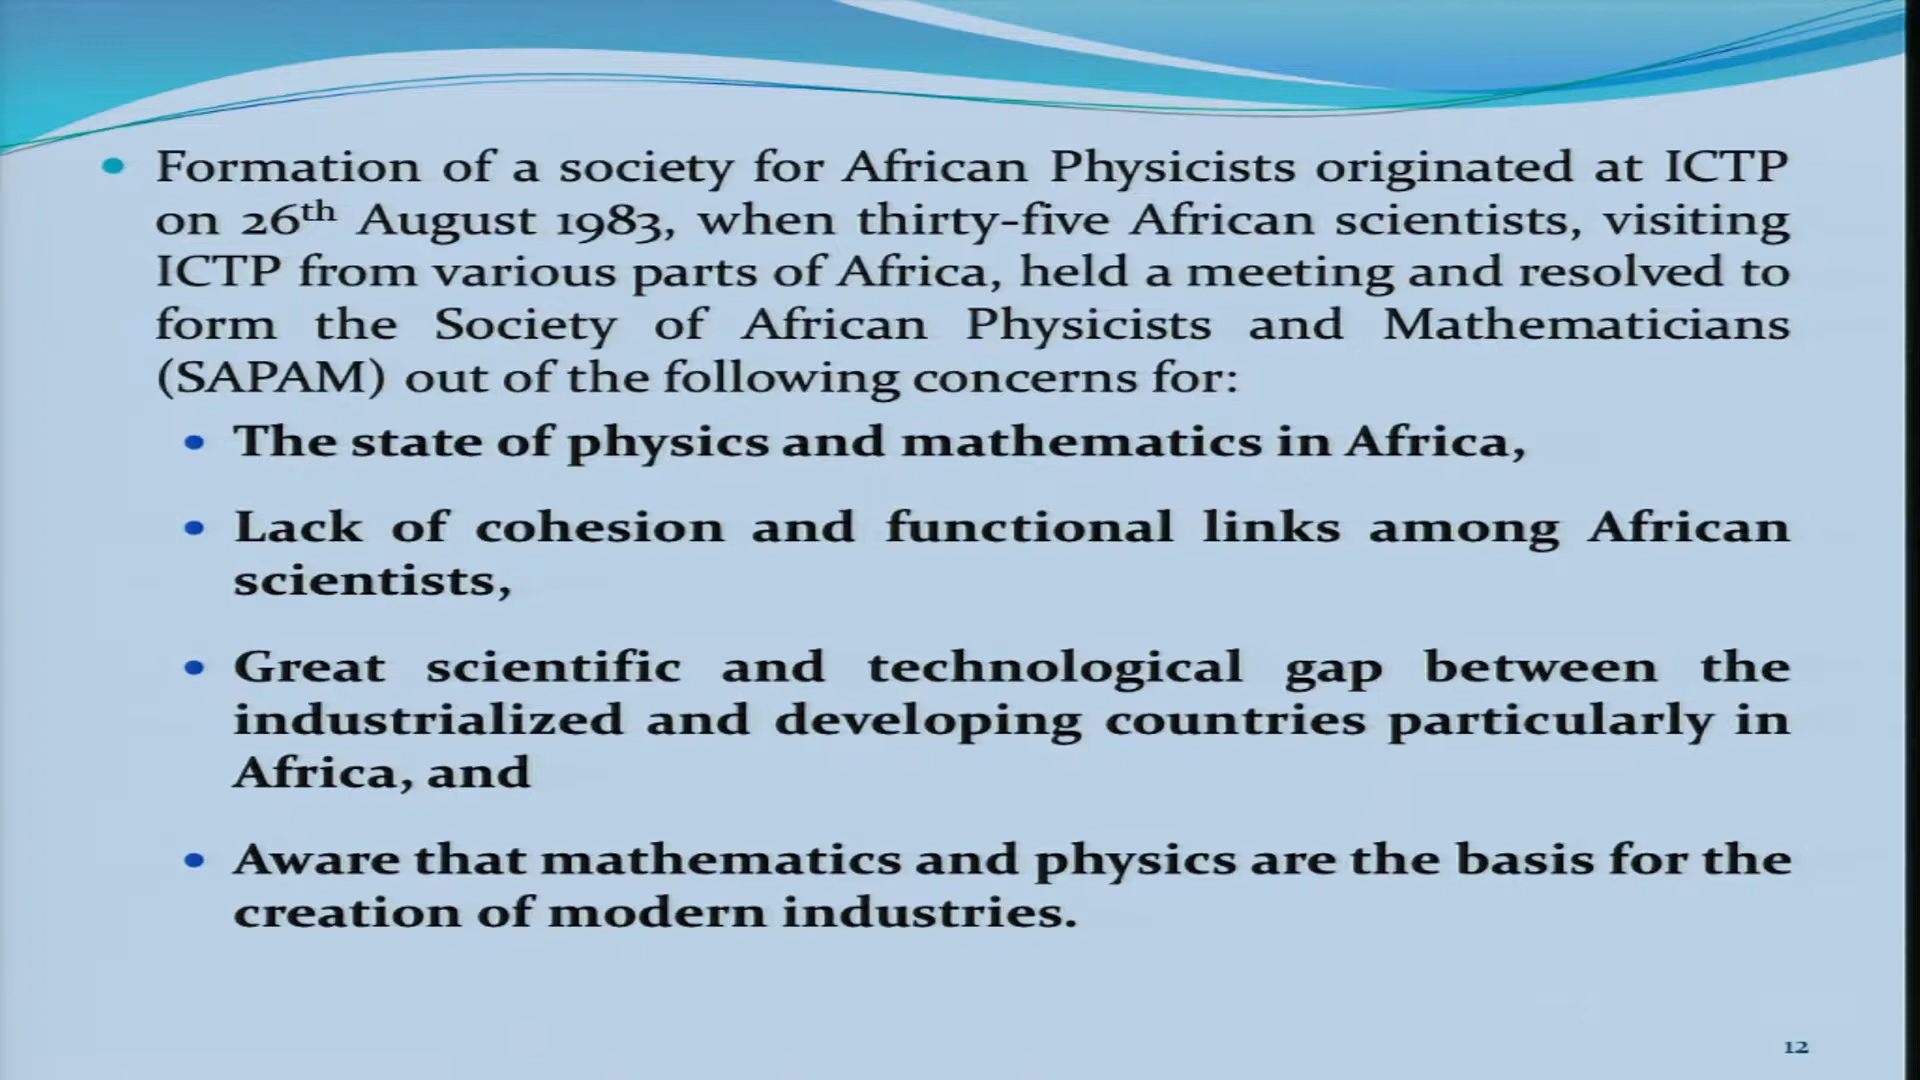 Formation of a society for African Physicists originated at ICTP
on 26th August 1983, when thirty-five African scientists, visiting
ICTP from various parts of Africa, held a meeting and resolved to
form the Society of African Physicists and Mathematicians
(SAPAM) out of the following concerns for:
The state of physics and mathematics in Africa,
Lack of cohesion and functional links among African
scientists,
Great scientific and technological gap between the
industrialized and developing countries particularly in
Africa, and
Aware that mathematics and physics are the basis for the
creation of modern industries.
12